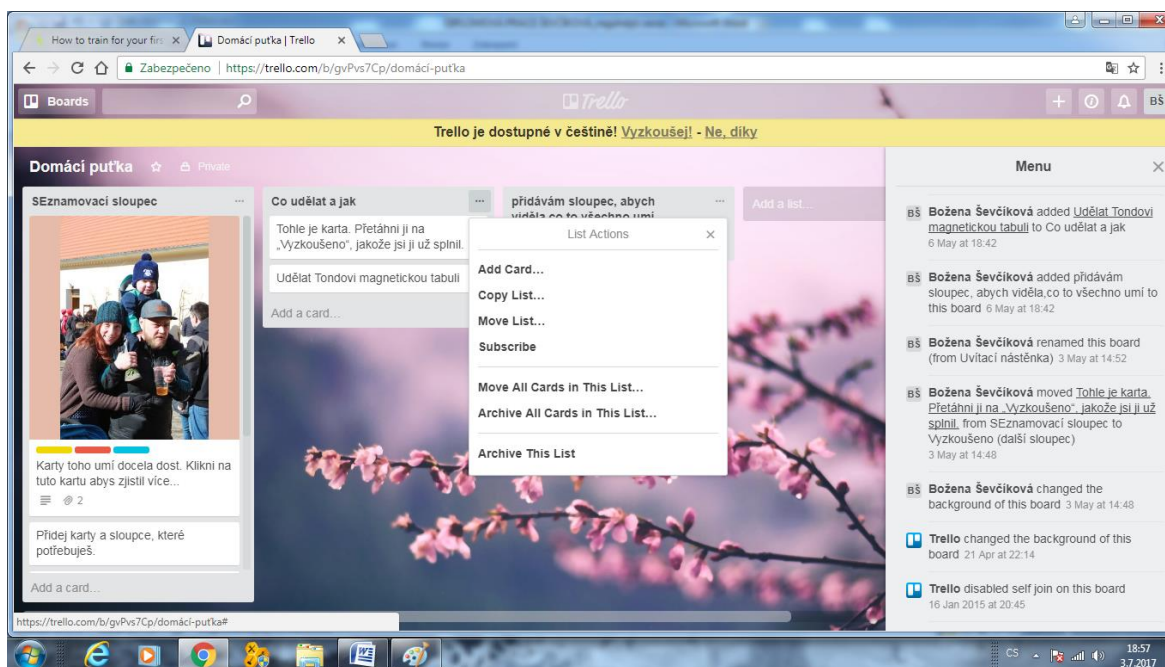 How to train for your fir
Domácí puťka | Trello
Zabezpečeno | https://trello.com/b/gvPvs7Cp/domácí-puťka
Boards
Trello
BŠ
Trello je dostupné v češtině! Vyzkoušej! - Ne, díky
Domácí puťka
Private
SEznamovací sloupec
Karty toho umí docela dost. Klikni na
tuto kartu abys zjistil více...
2
Přidej karty a sloupce, které
potřebuješ.
Add a card...
Co udělat a jak
Tohle je karta. Přetáhni ji na
„Vyzkoušeno“, jakože jsi ji už splnil.
Udělat Tondovi magnetickou tabuli
Add a card...
přidávám sloupec, abych
viděla,co to všechno umí
Add a list...
List Actions
Add Card...
Copy List...
Move List...
Subscribe
Move All Cards in This List...
Archive All Cards in This List...
Archive This List
Menu
BŠ Božena Ševčíková added Udělat Tondovi
magnetickou tabuli to Co udělat a jak
6 May at 18:42
BŠ Božena Ševčíková added přidávám
sloupec, abych viděla,co to všechno umí to
this board 6 May at 18:42
BŠ Božena Ševčíková renamed this board
(from Uvítací nástěnka) 3 May at 14:52
BŠ Božena Ševčíková moved Tohle je karta.
Přetáhni ji na „Vyzkoušeno“, jakože jsi ji už
splnil. from SEznamovací sloupec to
Vyzkoušeno (další sloupec)
3 May at 14:48
BŠ Božena Ševčíková changed the
background of this board 3 May at 14:48
Trello changed the background of this
board 21 Apr at 22:14
Trello disabled self join on this board
16 Jan 2015 at 20:45
https://trello.com/b/gvPvs7Cp/domácí-puťka#
CS
18:57
3.7.2017